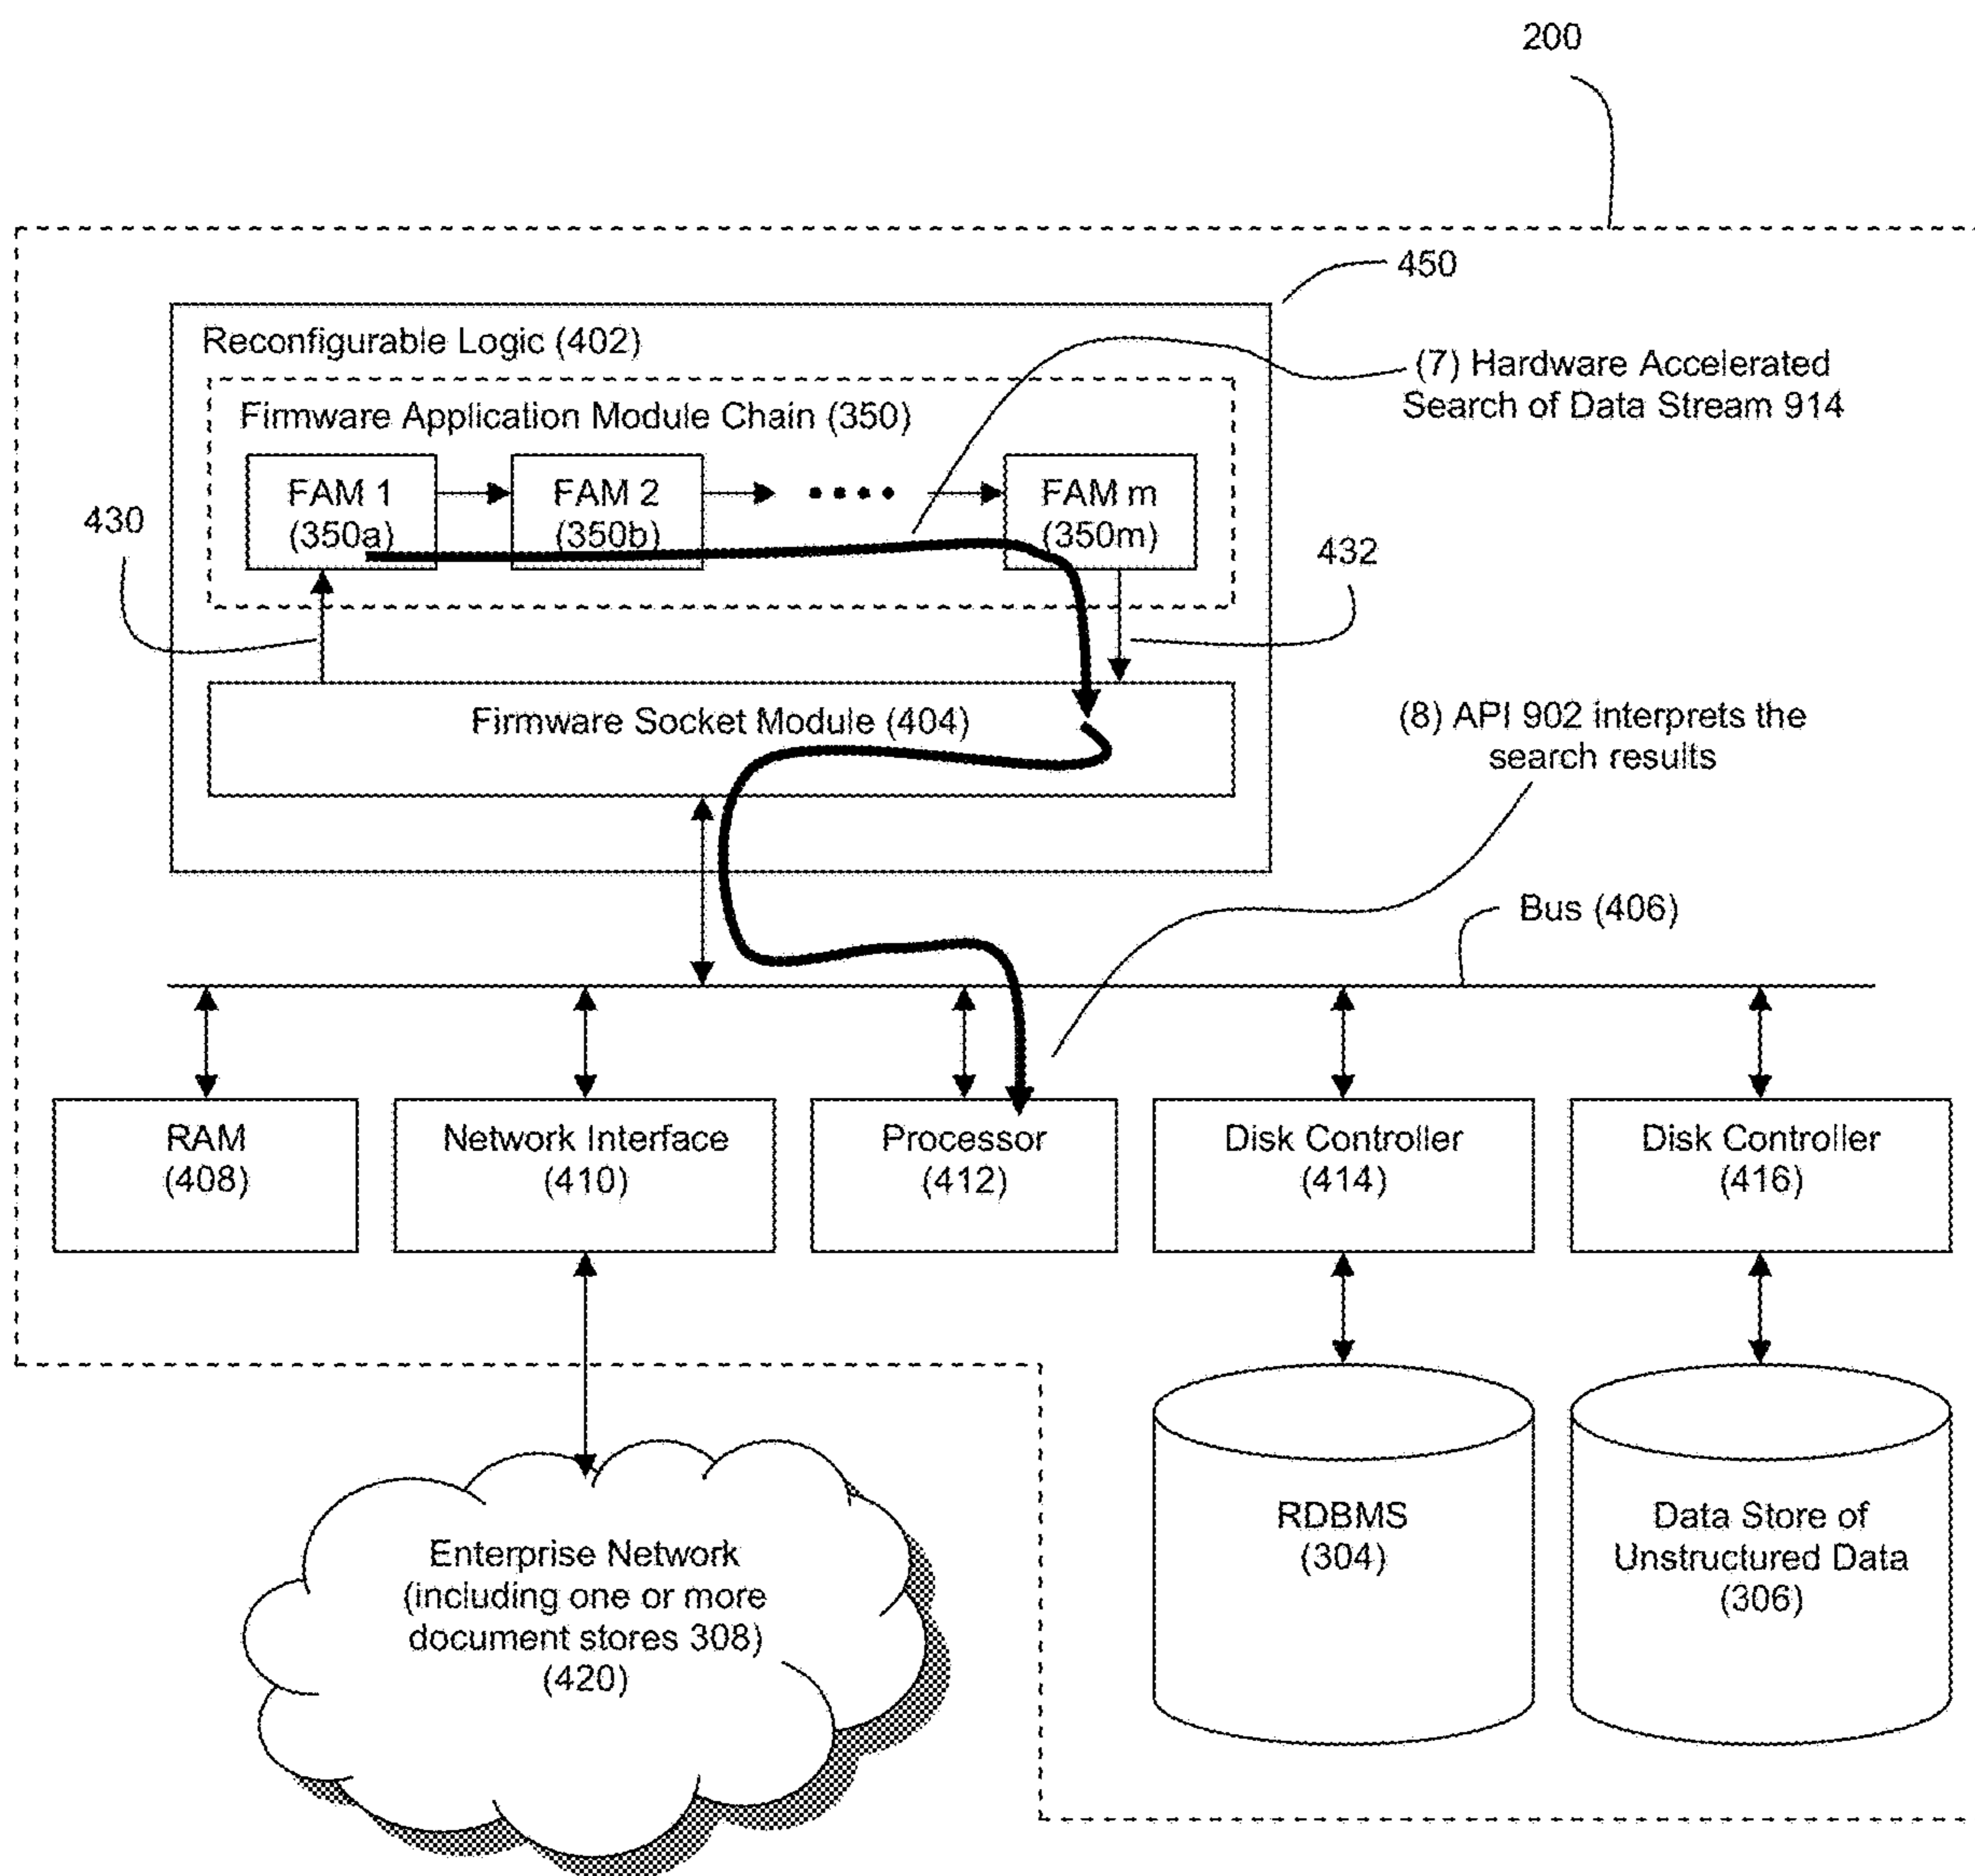 200
450
Reconfigurable Logic (402)
(7) Hardware Accelerated
Search of Data Stream 914
Firmware Application Module Chain (350)
FAM 1
(350a)
FAM 2
(350b)
FAM m
(350m)
430
432
Firmware Socket Module (404)
(8) API 902 interprets the
search results
Bus (406)
RAM
(408)
Network Interface
(410)
Processor
(412)
Disk Controller
(414)
Disk Controller
(416)
Enterprise Network
(including one or more
document stores 308)
(420)
RDBMS
(304)
Data Store of
Unstructured Data
(306)